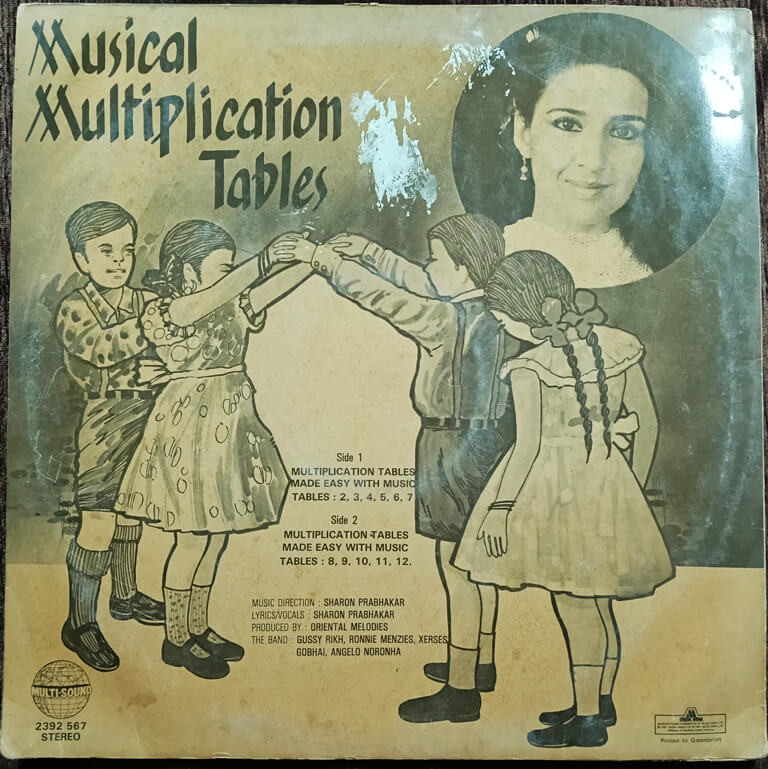 Musical
Multiplication
Tables
Side 1
MULTIPLICATION TABLES
MADE EASY WITH MUSIC
TABLES : 2, 3, 4, 5, 6, 7
Side 2
MULTIPLICATION TABLES
MADE EASY WITH MUSIC
TABLES : 8, 9, 10, 11, 12.
MUSIC DIRECTION : SHARON PRABHAKAR
LYRICS/VOCALS : SHARON PRABHAKAR
PRODUCED BY : ORIENTAL MELODIES
THE BAND : GUSSY RIKH, RONNIE MENZIES, XERSES
GOBHAI, ANGELO NORONHA
MULTI-SOUND
2392 567
STEREO
Printed by Goodprint